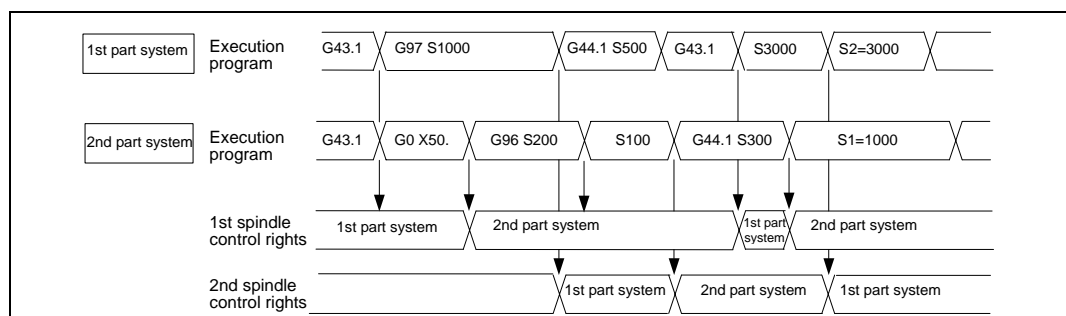 1st part system
Execution program
G43.1 G97 S1000 G44.1 S500 G43.1 S3000 S2=3000
2nd part system
Execution program
G43.1 G0 X50. G96 S200 S100 G44.1 S300 S1=1000
1st spindle control rights
1st part system 2nd part system 1st part system 2nd part system
2nd spindle control rights
1st part system 2nd part system 1st part system